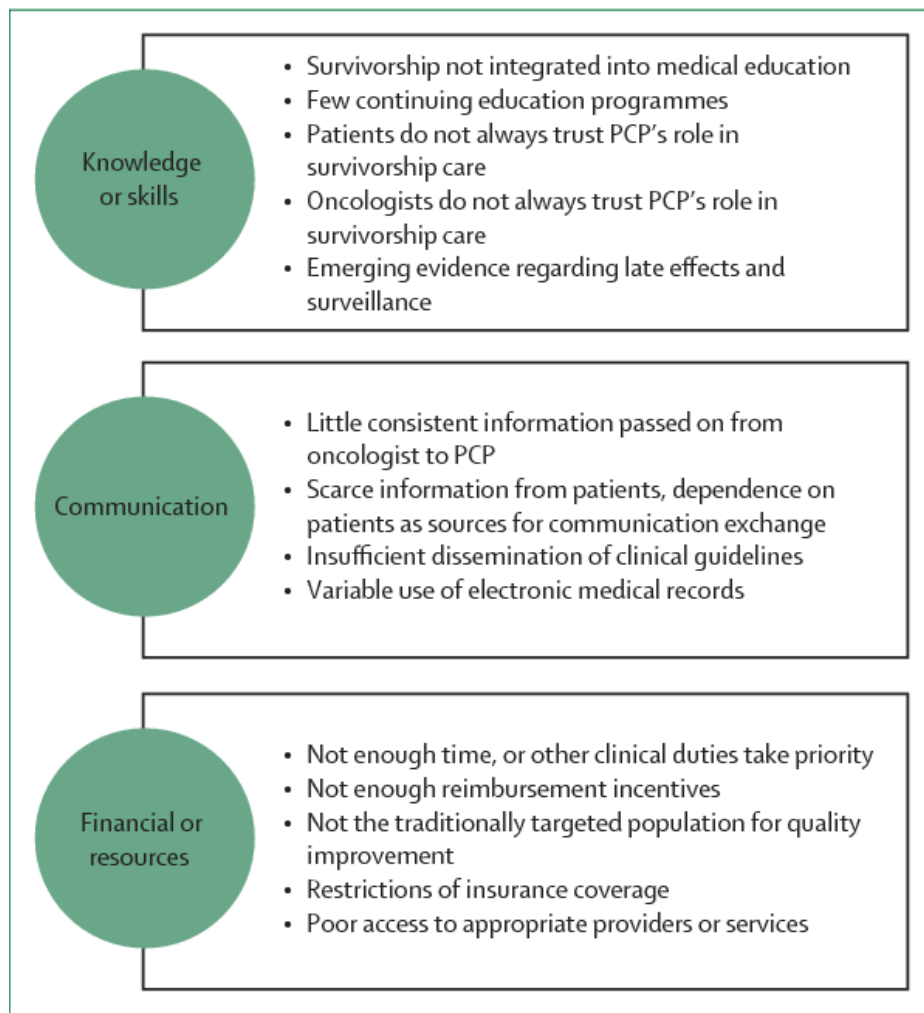 Knowledge
or skills
• Survivorship not integrated into medical education
• Few continuing education programmes
• Patients do not always trust PCP's role in
survivorship care
• Oncologists do not always trust PCP's role in
survivorship care
• Emerging evidence regarding late effects and
surveillance
Communication
• Little consistent information passed on from
oncologist to PCP
• Scarce information from patients, dependence on
patients as sources for communication exchange
• Insufficient dissemination of clinical guidelines
• Variable use of electronic medical records
Financial or
resources
• Not enough time, or other clinical duties take priority
• Not enough reimbursement incentives
• Not the traditionally targeted population for quality
improvement
• Restrictions of insurance coverage
• Poor access to appropriate providers or services